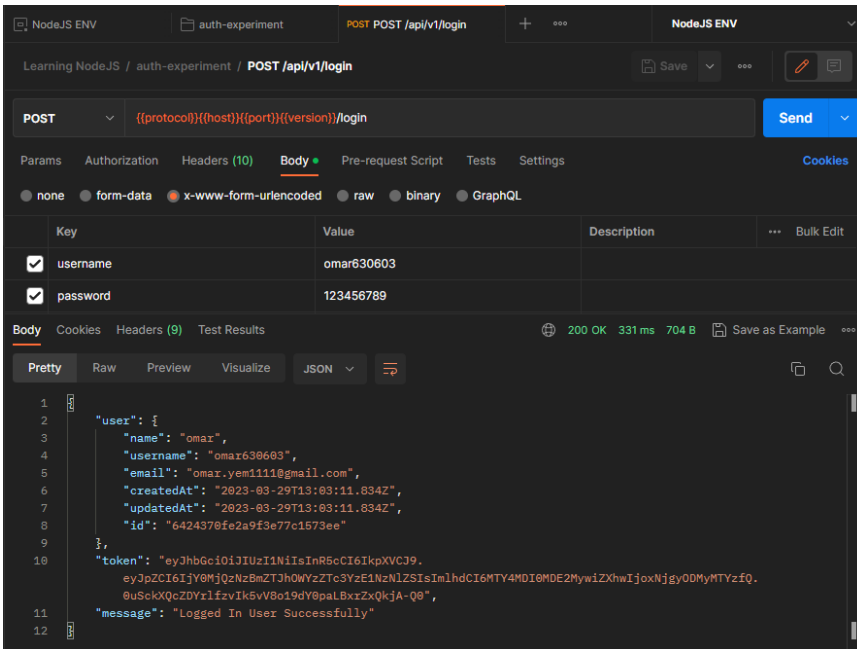 NodeJS ENV
auth-experiment
POST POST /api/v1/login
NodeJS ENV
Learning NodeJS / auth-experiment / POST /api/v1/login
Save
POST
{{protocol}}{{host}}{{port}}{{version}}/login
Send
Params Authorization Headers (10) Body Pre-request Script Tests Settings Cookies
none form-data x-www-form-urlencoded raw binary GraphQL
Key Value Description Bulk Edit
username omar630603
password 123456789
Body Cookies Headers (9) Test Results 200 OK 331 ms 704 B Save as Example
Pretty Raw Preview Visualize JSON
1 {
2 "user": {
3 "name": "omar",
4 "username": "omar630603",
5 "email": "omar.yem1111@gmail.com",
6 "createdAt": "2023-03-29T13:03:11.834Z",
7 "updatedAt": "2023-03-29T13:03:11.834Z",
8 "id": "6424370fe2a9f3e77c1573ee"
9 },
10 "token": "eyJhbGciOiJIUzI1NiIsInR5cCI6IkpXVCJ9.
eyJpZCI6IjY0MjQzNzBmZTJhOWYzZTc3YzE1NzNlZSIsImlhdCI6MTY4MDI0MDE2MywiZXhwIjoxNjgyODMyMTYzfQ.
0uSckXQcZDYrlfzvIk5vV8o19dY0paLBxrZxQkjA-Q0",
11 "message": "Logged In User Successfully"
12 }